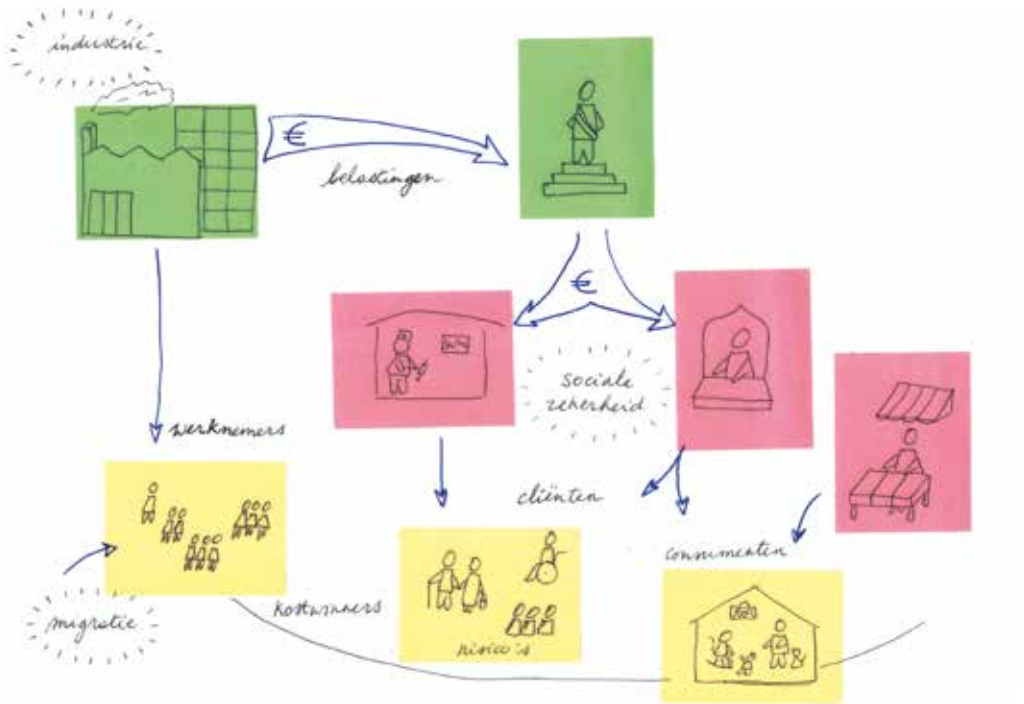 industrie
€
belastingen
€
sociale
zekerheid
werknemers
cliënten
consumenten
kostwinners
migratie
risico's